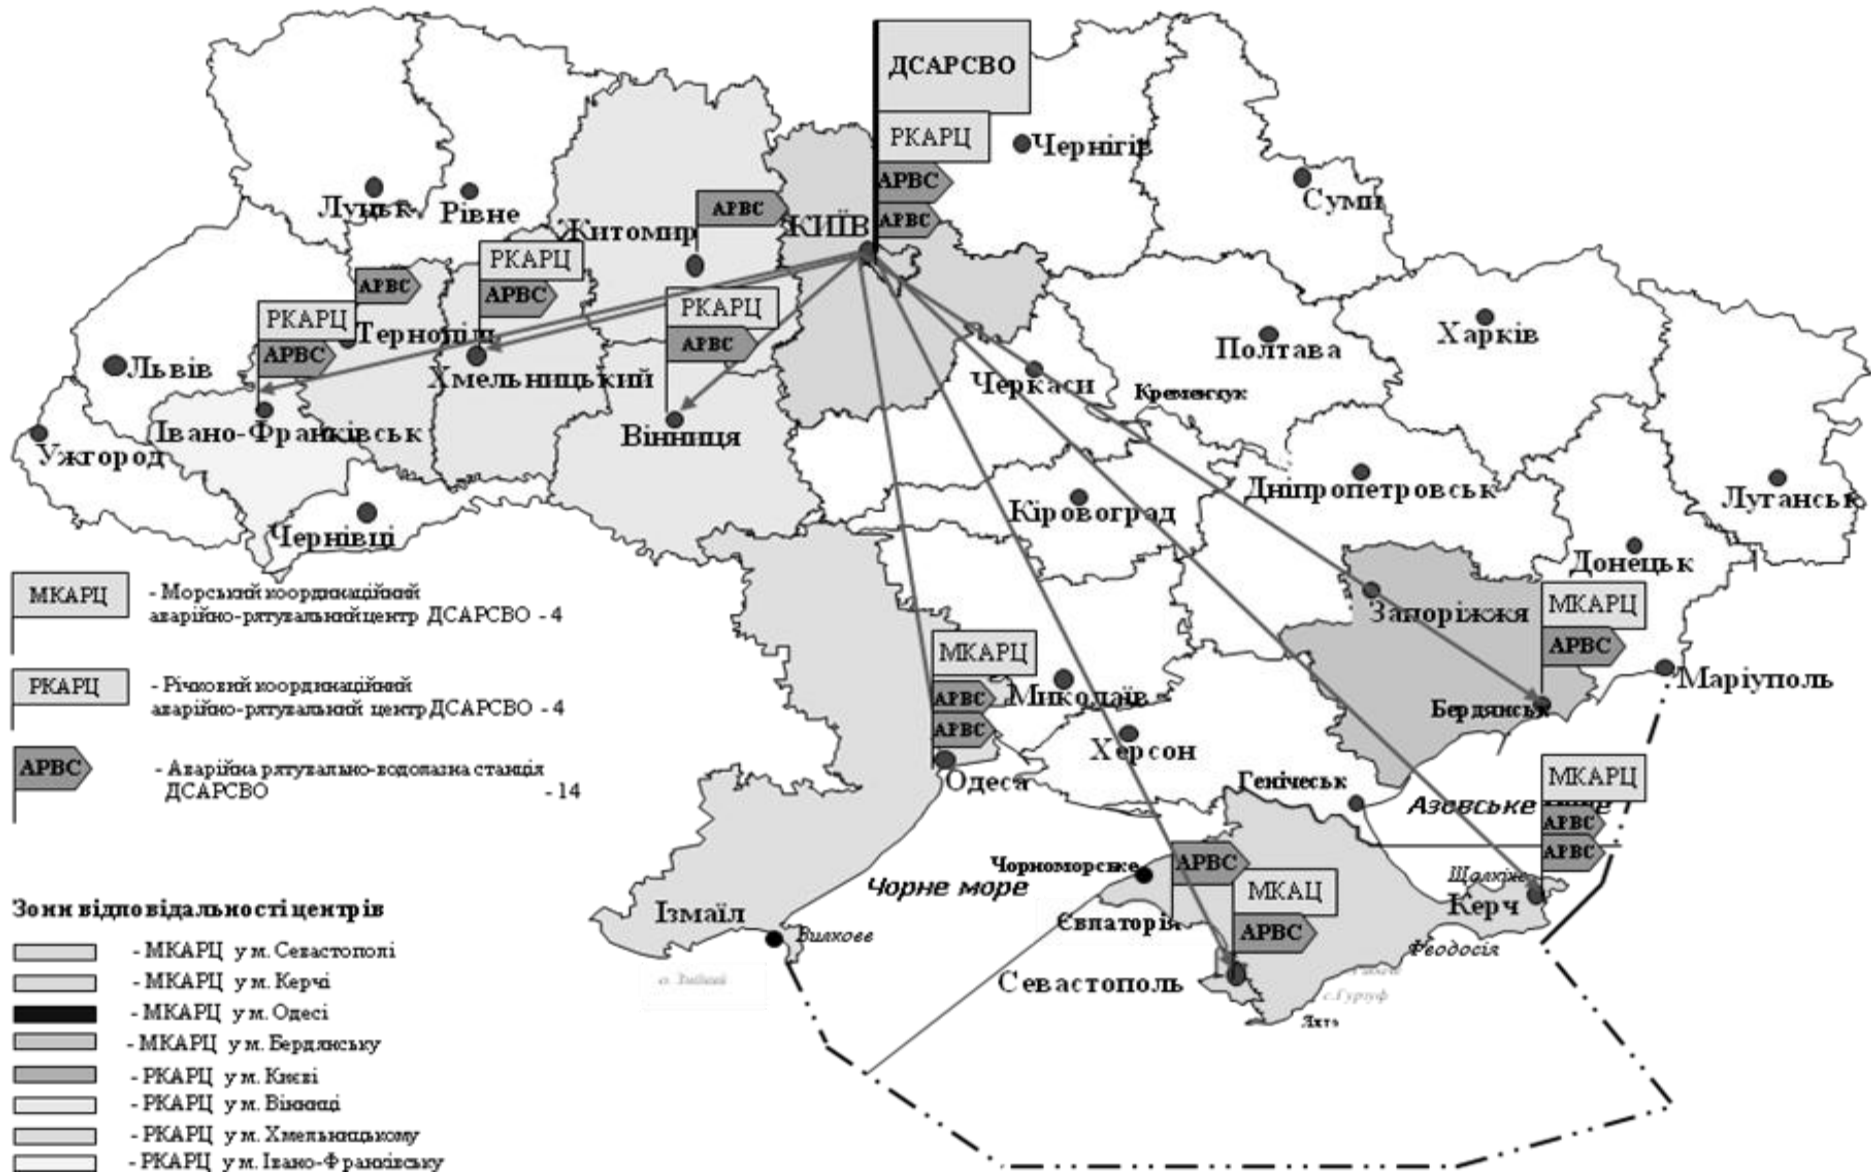 ДСАРСВО
РКАРЦ
АРВС
АРВС
Чернігів
Суми
Луцьк
Рівне
Житомир
АРВС
КИЇВ
РКАРЦ
АРВС
АРВС
РКАРЦ
АРВС
РКАРЦ
АРВС
Тернопіль
Хмельницький
Львів
Івано-Франківськ
Ужгород
Вінниця
Черкаси
Кременчук
Полтава
Харків
Чернівці
Кіровоград
Дніпропетровськ
Луганськ
Донецьк
Запоріжжя
МКАРЦ
АРВС
Маріуполь
Бердянськ
МКАРЦ
АРВС
АРВС
Миколаїв
Херсон
Одеса
Генічеськ
Азовське море
МКАРЦ
АРВС
АРВС
Чорноморське
АРВС
МКАЦ
АРВС
Щолкіне
Керч
Чорне море
Євпаторія
Феодосія
Ізмаїл
Вилкове
о. Зміїний
Севастополь
с.Гурзуф
Ялта
МКАРЦ - Морський координаційний
аварійно-рятувальний центр ДСАРСВО - 4
РКАРЦ - Річковий координаційний
аварійно-рятувальний центр ДСАРСВО - 4
АРВС - Аварійна рятувально-водолазна станція
ДСАРСВО - 14
Зони відповідальності центрів
- МКАРЦ у м. Севастополі
- МКАРЦ у м. Керчі
- МКАРЦ у м. Одесі
- МКАРЦ у м. Бердянську
- РКАРЦ у м. Києві
- РКАРЦ у м. Вінниці
- РКАРЦ у м. Хмельницькому
- РКАРЦ у м. Івано-Франківську